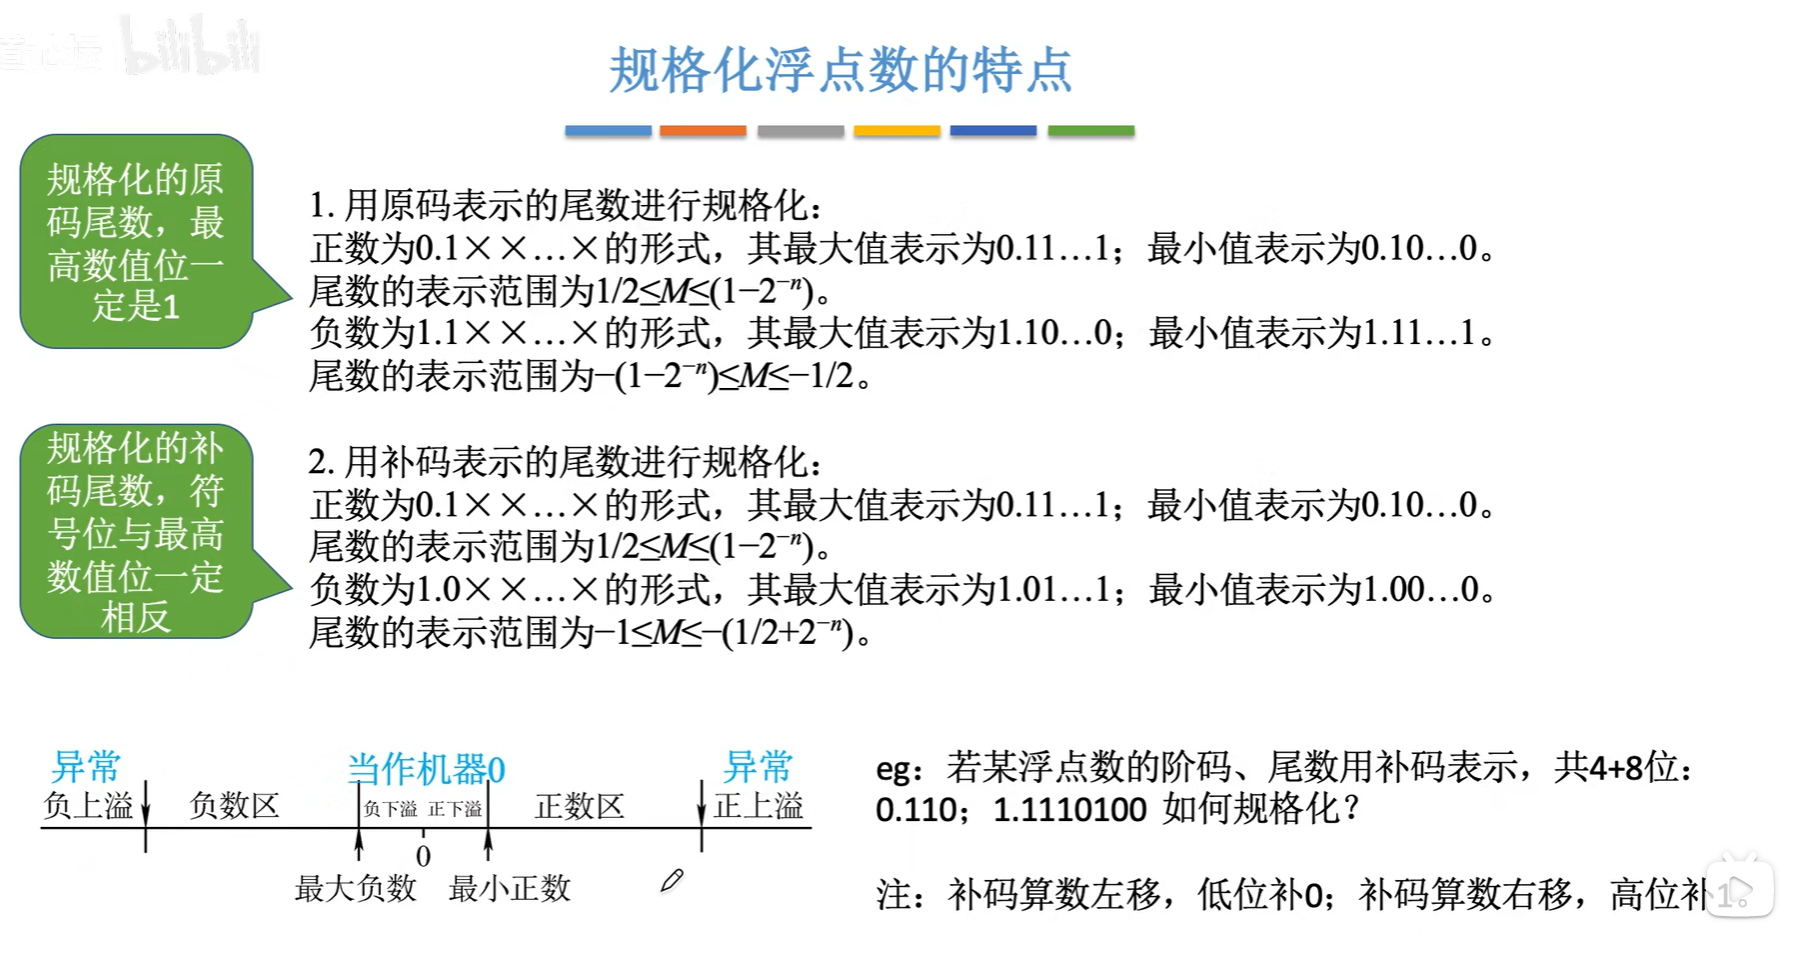 bilibili
规格化浮点数的特点
规格化的原
码尾数，最
高数值位一
定是1
1. 用原码表示的尾数进行规格化：
正数为0.1××…×的形式，其最大值表示为0.11…1；最小值表示为0.10…0。
尾数的表示范围为1/2≤M≤(1−2⁻ⁿ)。
负数为1.1××…×的形式，其最大值表示为1.10…0；最小值表示为1.11…1。
尾数的表示范围为−(1−2⁻ⁿ)≤M≤−1/2。
规格化的补
码尾数，符
号位与最高
数值位一定
相反
2. 用补码表示的尾数进行规格化：
正数为0.1××…×的形式，其最大值表示为0.11…1；最小值表示为0.10…0。
尾数的表示范围为1/2≤M≤(1−2⁻ⁿ)。
负数为1.0××…×的形式，其最大值表示为1.01…1；最小值表示为1.00…0。
尾数的表示范围为−1≤M≤−(1/2+2⁻ⁿ)。
异常 当作机器0 异常
负上溢 负数区 负下溢 正下溢 正数区 正上溢
0
最大负数 最小正数
eg：若某浮点数的阶码、尾数用补码表示，共4+8位：
0.110；1.1110100 如何规格化？
注：补码算数左移，低位补0；补码算数右移，高位补1。